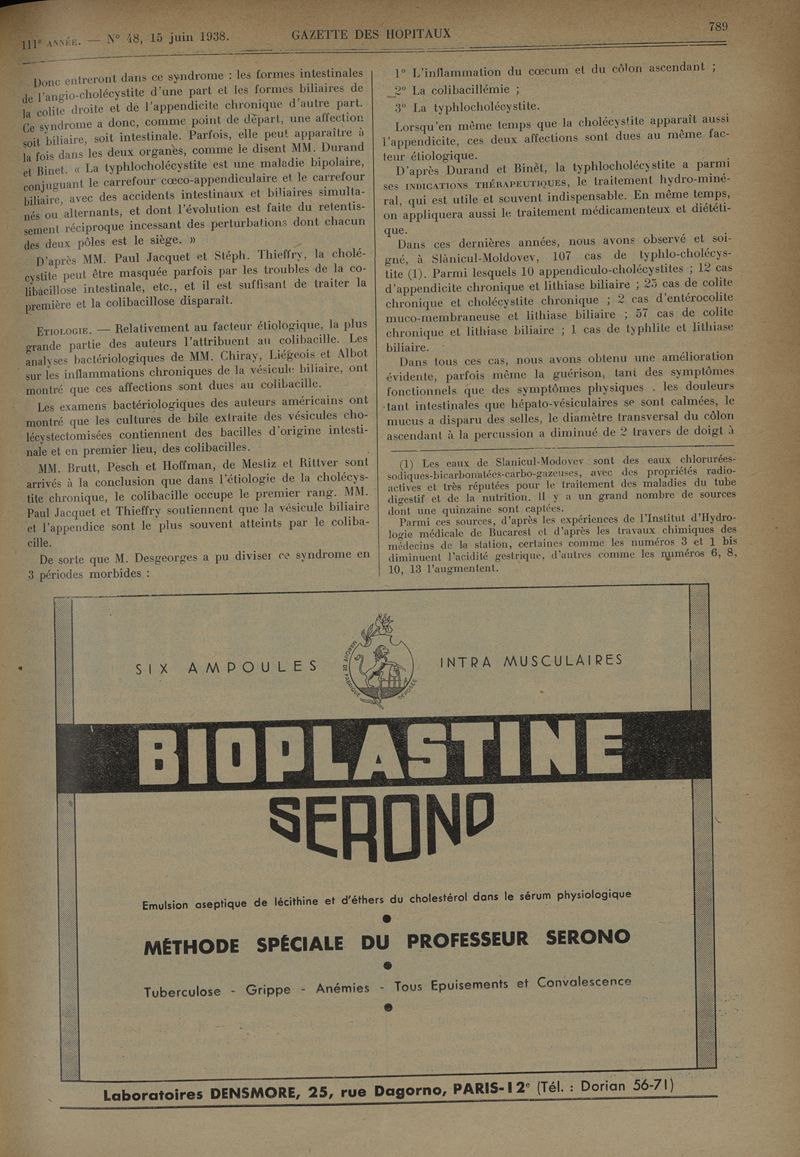 111e ANNÉE. — N° 48, 15 juin 1938.
GAZETTE DES HOPITAUX
789
Donc entreront dans ce syndrome : les formes intestinales
de l'angio-cholécystite d'une part et les formes biliaires de
la colite droite et de l'appendicite chronique d'autre part.
Ce syndrome a donc, comme point de départ, une affection
soit biliaire, soit intestinale. Parfois, elle peut apparaître à
la fois dans les deux organes, comme le disent MM. Durand
et Binet. « La typhlocholécystite est une maladie bipolaire,
conjuguant le carrefour cœco-appendiculaire et le carrefour
biliaire, avec des accidents intestinaux et biliaires simulta-
nés ou alternants, et dont l'évolution est faite du retentis-
sement réciproque incessant des perturbations dont chacun
des deux pôles est le siège. »
D'après MM. Paul Jacquet et Stéph. Thieffry, la cholé-
cystite peut être masquée parfois par les troubles de la co-
libacillose intestinale, etc., et il est suffisant de traiter la
première et la colibacillose disparaît.
ETIOLOGIE. — Relativement au facteur étiologique, la plus
grande partie des auteurs l'attribuent au colibacille. Les
analyses bactériologiques de MM. Chiray, Liégeois et Albot
sur les inflammations chroniques de la vésicule biliaire, ont
montré que ces affections sont dues au colibacille.
Les examens bactériologiques des auteurs américains ont
montré que les cultures de bile extraite des vésicules cho-
lécystectomisées contiennent des bacilles d'origine intesti-
nale et en premier lieu, des colibacilles.
MM. Brutt, Pesch et Hoffman, de Mestiz et Rittver sont
arrivés à la conclusion que dans l'étiologie de la cholécys-
tite chronique, le colibacille occupe le premier rang. MM.
Paul Jacquet et Thieffry soutiennent que la vésicule biliaire
et l'appendice sont le plus souvent atteints par le coliba-
cille.
De sorte que M. Desgeorges a pu diviser ce syndrome en
3 périodes morbides :
1° L'inflammation du cœcum et du côlon ascendant ;
2° La colibacillémie ;
3° La typhlocholécystite.
Lorsqu'en même temps que la cholécystite apparaît aussi
l'appendicite, ces deux affections sont dues au même fac-
teur étiologique.
D'après Durand et Binèt, la typhlocholécystite a parmi
ses INDICATIONS THÉRAPEUTIQUES, le traitement hydro-miné-
ral, qui est utile et souvent indispensable. En même temps,
on appliquera aussi le traitement médicamenteux et diététi-
que.
Dans ces dernières années, nous avons observé et soi-
gné, à Slànicul-Moldovev, 107 cas de typhlo-cholécys-
tite (1). Parmi lesquels 10 appendiculo-cholécystites ; 12 cas
d'appendicite chronique et lithiase biliaire ; 25 cas de colite
chronique et cholécystite chronique ; 2 cas d'entérocolite
muco-membraneuse et lithiase biliaire ; 57 cas de colite
chronique et lithiase biliaire ; 1 cas de typhlite et lithiase
biliaire.
Dans tous ces cas, nous avons obtenu une amélioration
évidente, parfois même la guérison, tant des symptômes
fonctionnels que des symptômes physiques . les douleurs
tant intestinales que hépato-vésiculaires se sont calmées, le
mucus a disparu des selles, le diamètre transversal du côlon
ascendant à la percussion a diminué de 2 travers de doigt à
(1) Les eaux de Slanicul-Modovev sont des eaux chlorurées-
sodiques-bicarbonatées-carbo-gazeuses, avec des propriétés radio-
actives et très réputées pour le traitement des maladies du tube
digestif et de la nutrition. Il y a un grand nombre de sources
dont une quinzaine sont captées.
Parmi ces sources, d'après les expériences de l'Institut d'Hydro-
logie médicale de Bucarest et d'après les travaux chimiques des
médecins de la station, certaines comme les numéros 3 et 1 bis
diminuent l'acidité gestrique, d'autres comme les numéros 6, 8,
10, 13 l'augmentent.
SIX AMPOULES
MARQUE DE FABRIQUE
DÉPOSÉE
INTRA MUSCULAIRES
BIOPLASTINE
SERONO
Emulsion aseptique de lécithine et d'éthers du cholestérol dans le sérum physiologique
MÉTHODE SPÉCIALE DU PROFESSEUR SERONO
Tuberculose - Grippe - Anémies - Tous Epuisements et Convalescence
Laboratoires DENSMORE, 25, rue Dagorno, PARIS-12e (Tél. : Dorian 56-71)